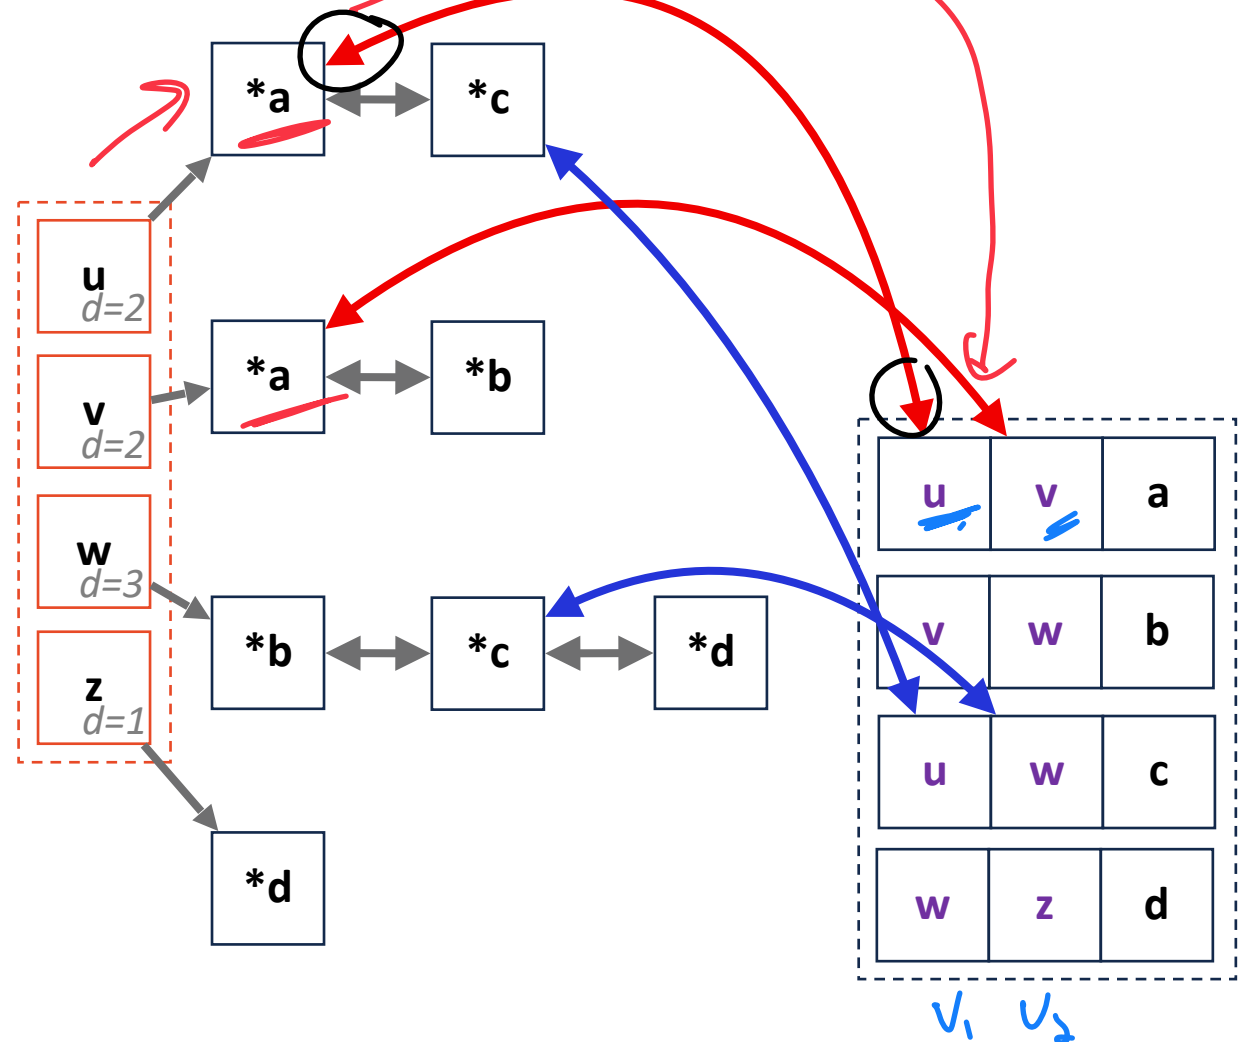 *a *c
u
d=2
*a *b
v
d=2
u v a
w
d=3
*b *c *d
v w b
z
d=1
u w c
*d
w z d
V1 V2